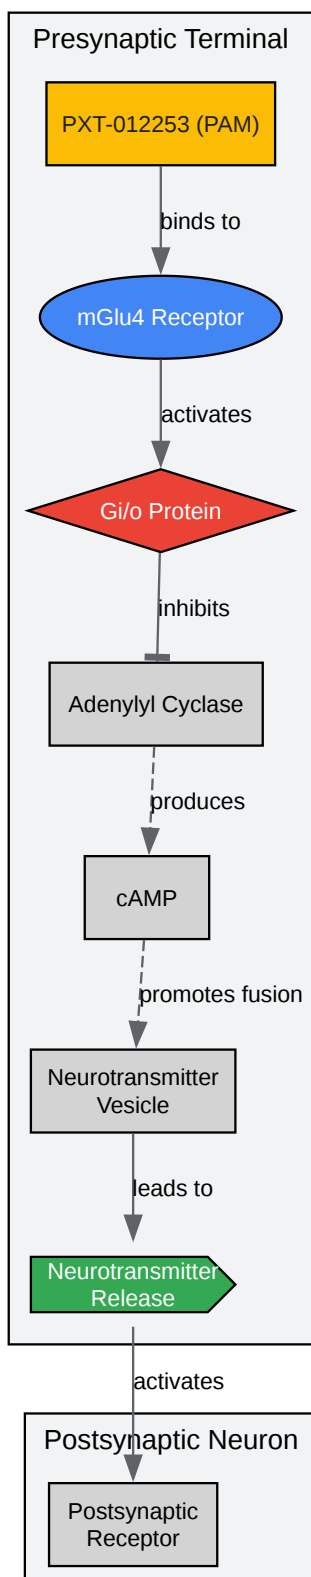 Presynaptic Terminal
PXT-012253 (PAM)
binds to
mGlu4 Receptor
activates
Gi/o Protein
inhibits
Adenylyl Cyclase
produces
cAMP
promotes fusion
Neurotransmitter
Vesicle
leads to
Neurotransmitter
Release
activates
Postsynaptic Neuron
Postsynaptic
Receptor